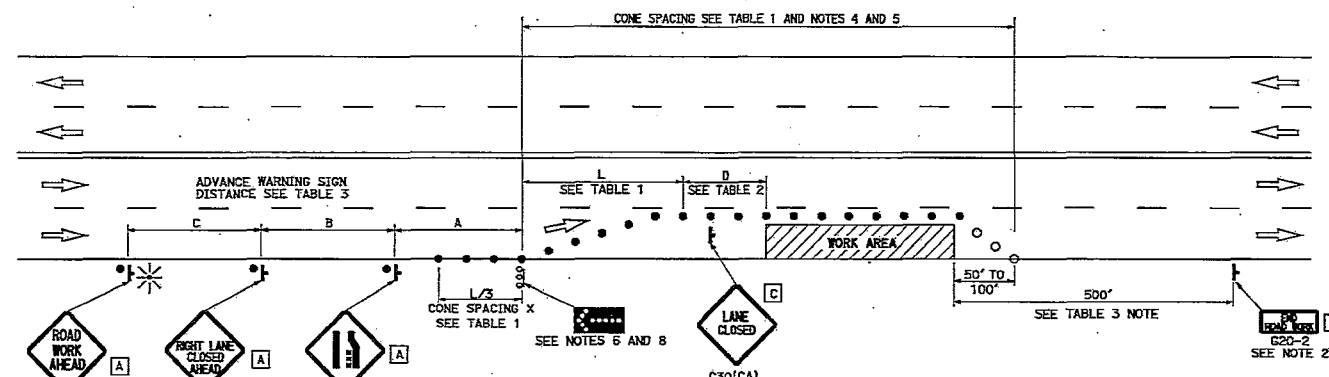 CONE SPACING SEE TABLE 1 AND NOTES 4 AND 5
ADVANCE WARNING SIGN
DISTANCE SEE TABLE 3
L
SEE TABLE 1
D
SEE TABLE 2
C
B
A
WORK AREA
L/3
CONE SPACING X
SEE TABLE 1
SEE NOTES 6 AND 8
50' TO
100'
500'
SEE TABLE 3 NOTE
ROAD
WORK
AHEAD
A
RIGHT LANE
CLOSED
AHEAD
A
A
LANE
CLOSED
C
C30(CA)
END
ROAD WORK
G20-2
SEE NOTE 2